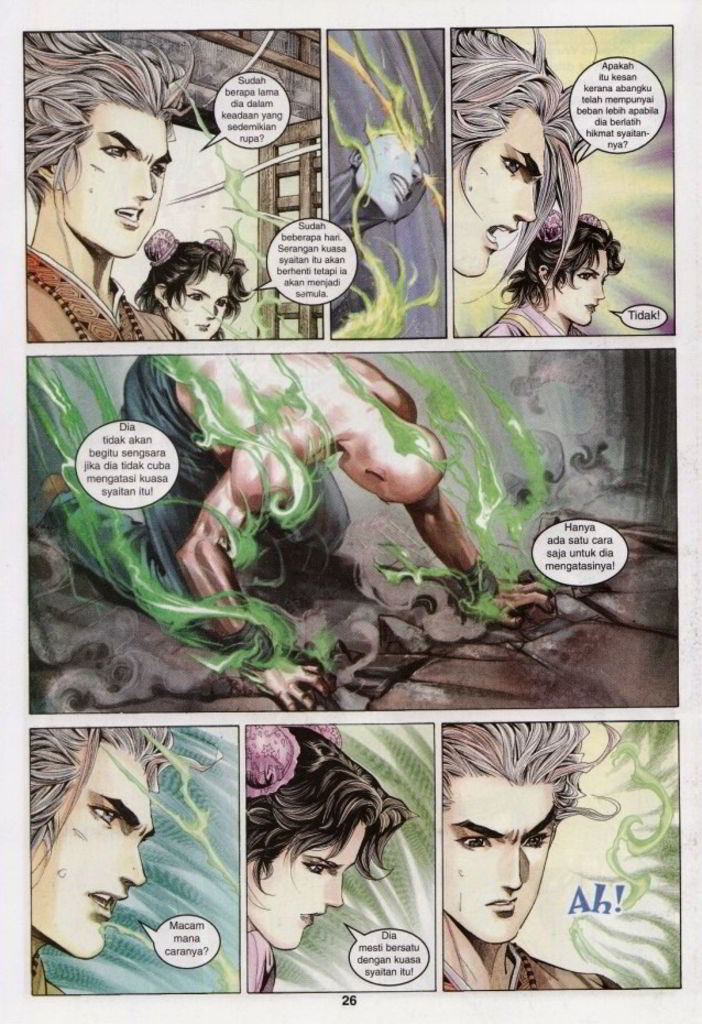 Sudah
berapa lama
dia dalam
keadaan yang
sedemikian
rupa?
Sudah
beberapa hari.
Serangan kuasa
syaitan itu akan
berhenti tetapi ia
akan menjadi
semula.
Apakah
itu kesan
kerana abangku
telah mempunyai
beban lebih apabila
dia berlatih
hikmat syaitan-
nya?
Tidak!
Dia
tidak akan
begitu sengsara
jika dia tidak cuba
mengatasi kuasa
syaitan itu!
Hanya
ada satu cara
saja untuk dia
mengatasinya!
Macam
mana
caranya?
Dia
mesti bersatu
dengan kuasa
syaitan itu!
Ah!
26